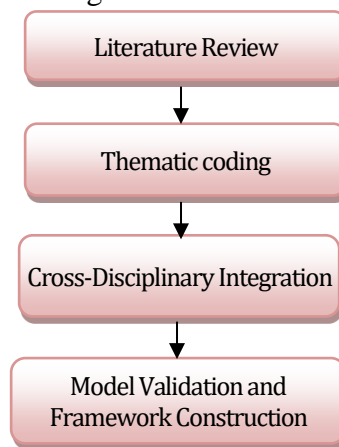 Literature Review
Thematic coding
Cross-Disciplinary Integration
Model Validation and
Framework Construction